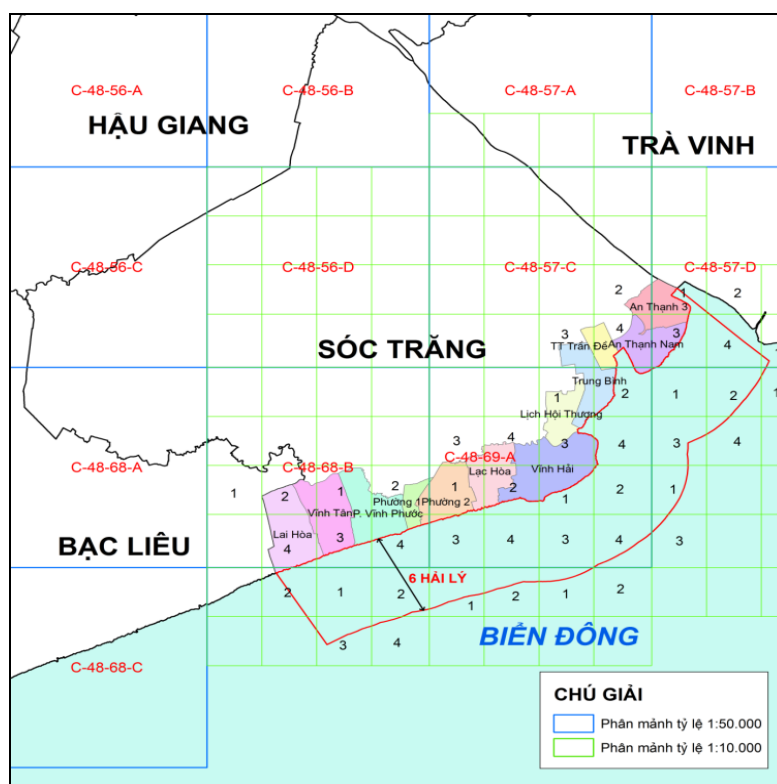 C-48-56-A
C-48-56-B
C-48-57-A
C-48-57-B
HẬU GIANG
TRÀ VINH
C-48-56-C
C-48-56-D
C-48-57-C
C-48-57-D
2
1
2
An Thạnh 3
3
4
3
4
TT Trần Đề
An Thạnh Nam
SÓC TRĂNG
Trung Bình
1
2
1
2
1
Lịch Hội Thượng
3
4
3
4
3
4
C-48-68-A
C-48-68-B
C-48-69-A
Lạc Hòa
Vĩnh Hải
1
2
1
2
1
2
1
2
1
Phường 1
Phường 2
Vĩnh Tân
P. Vĩnh Phước
Lai Hòa
BẠC LIÊU
4
3
4
3
4
3
4
3
6 HẢI LÝ
2
1
2
1
2
1
2
3
4
BIỂN ĐÔNG
C-48-68-C
CHÚ GIẢI
Phân mảnh tỷ lệ 1:50.000
Phân mảnh tỷ lệ 1:10.000